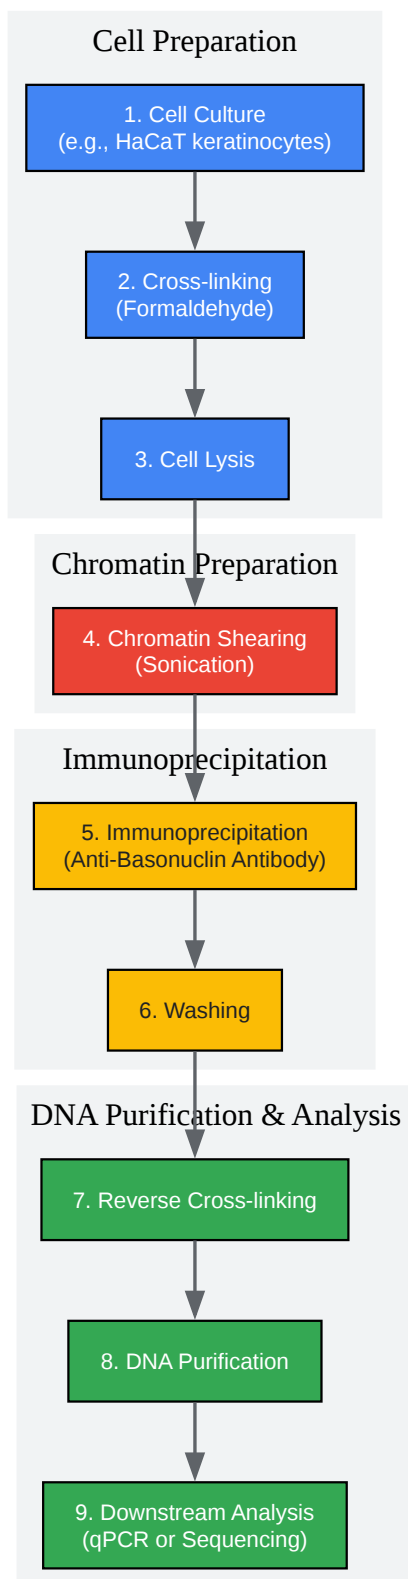 Cell Preparation
1. Cell Culture
(e.g., HaCaT keratinocytes)
2. Cross-linking
(Formaldehyde)
3. Cell Lysis
Chromatin Preparation
4. Chromatin Shearing
(Sonication)
Immunoprecipitation
5. Immunoprecipitation
(Anti-Basonuclin Antibody)
6. Washing
DNA Purification & Analysis
7. Reverse Cross-linking
8. DNA Purification
9. Downstream Analysis
(qPCR or Sequencing)